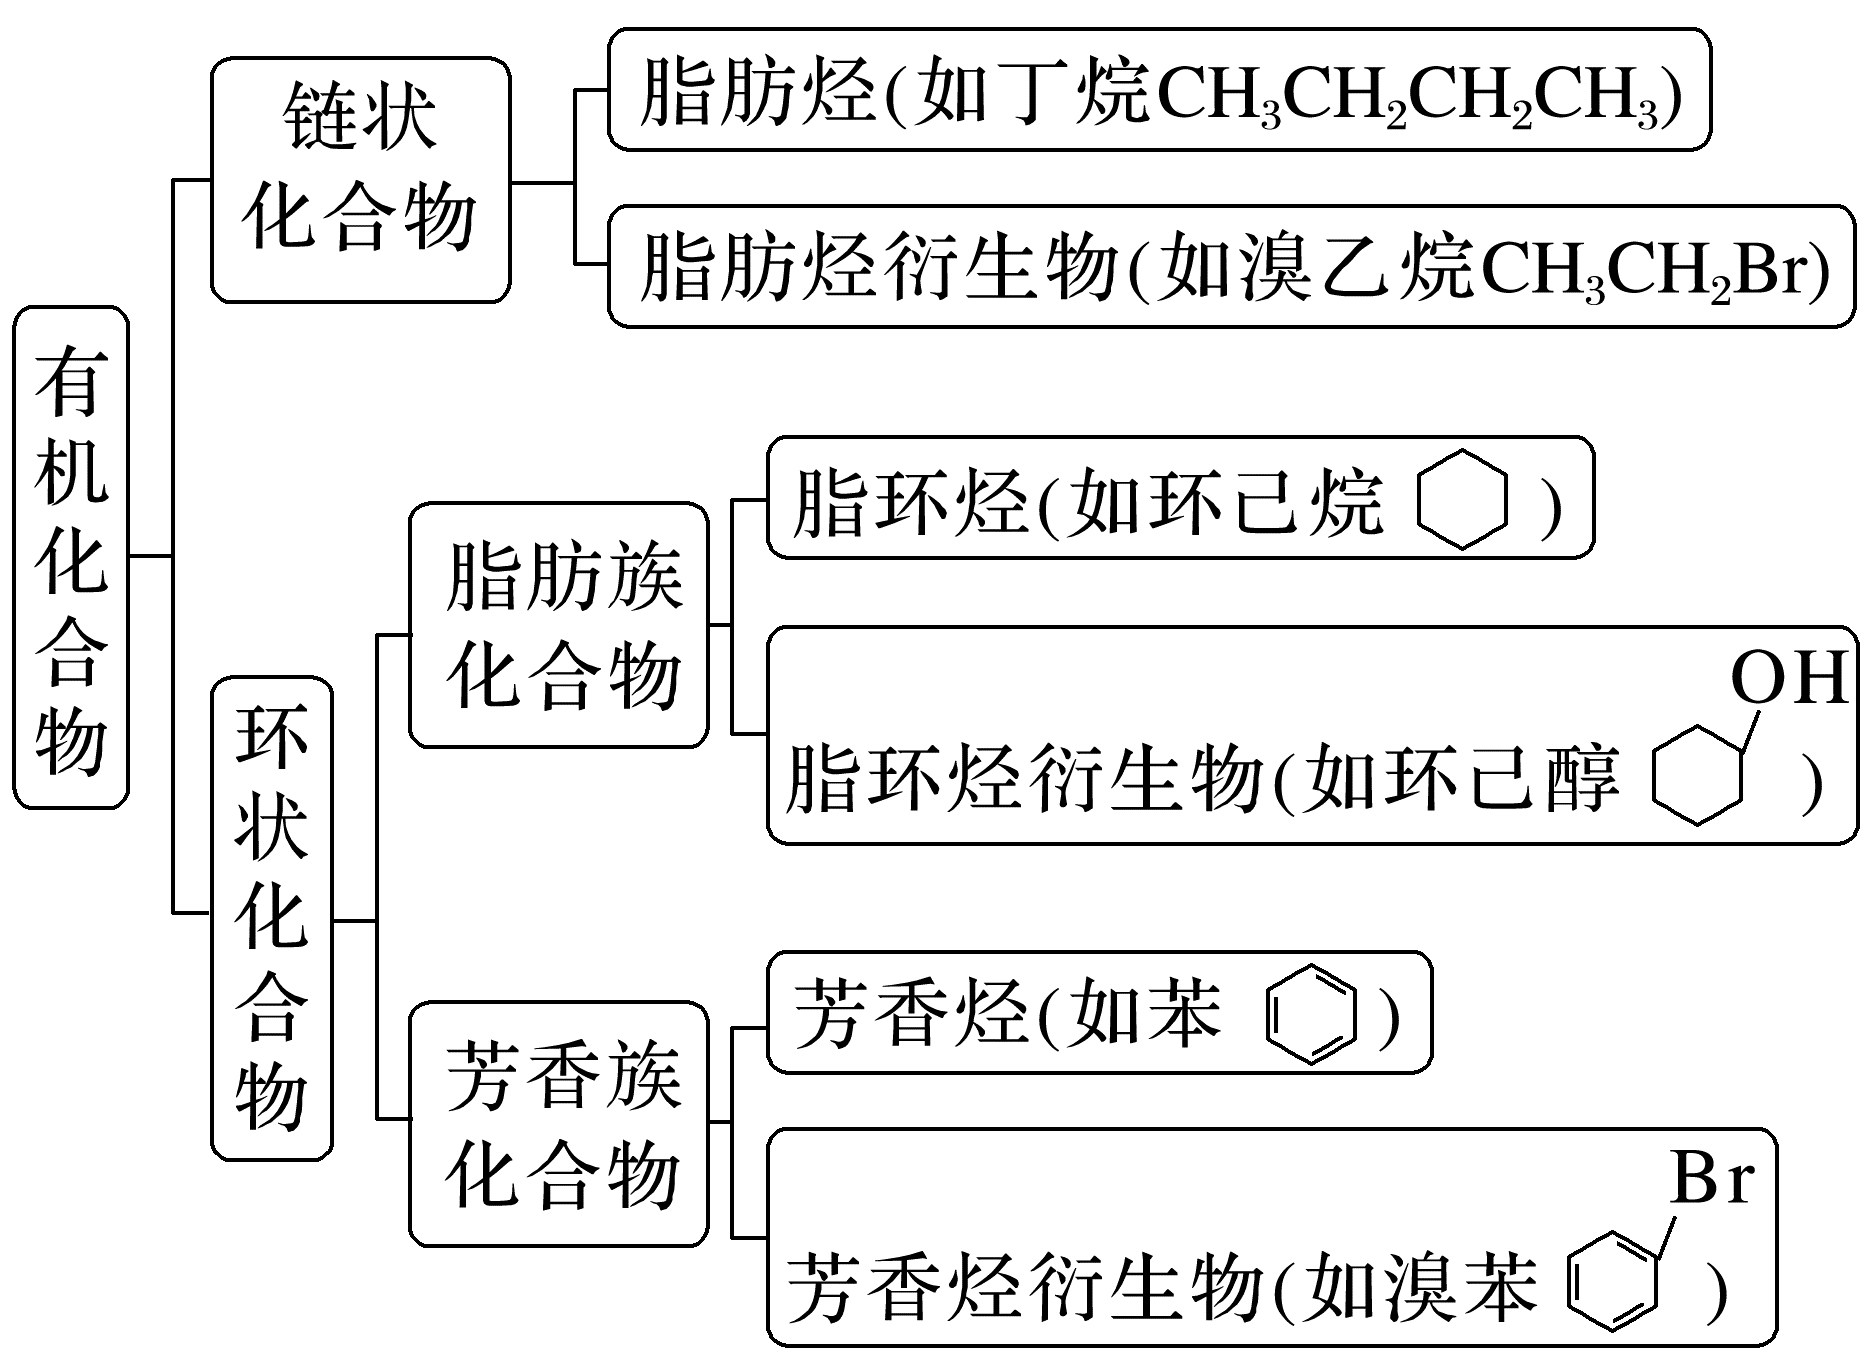 有机化合物
链状
化合物
脂肪烃(如丁烷CH₃CH₂CH₂CH₃)
脂肪烃衍生物(如溴乙烷CH₃CH₂Br)
环状化合物
脂肪族
化合物
脂环烃(如环己烷 )
OH
脂环烃衍生物(如环己醇 )
芳香族
化合物
芳香烃(如苯 )
Br
芳香烃衍生物(如溴苯 )